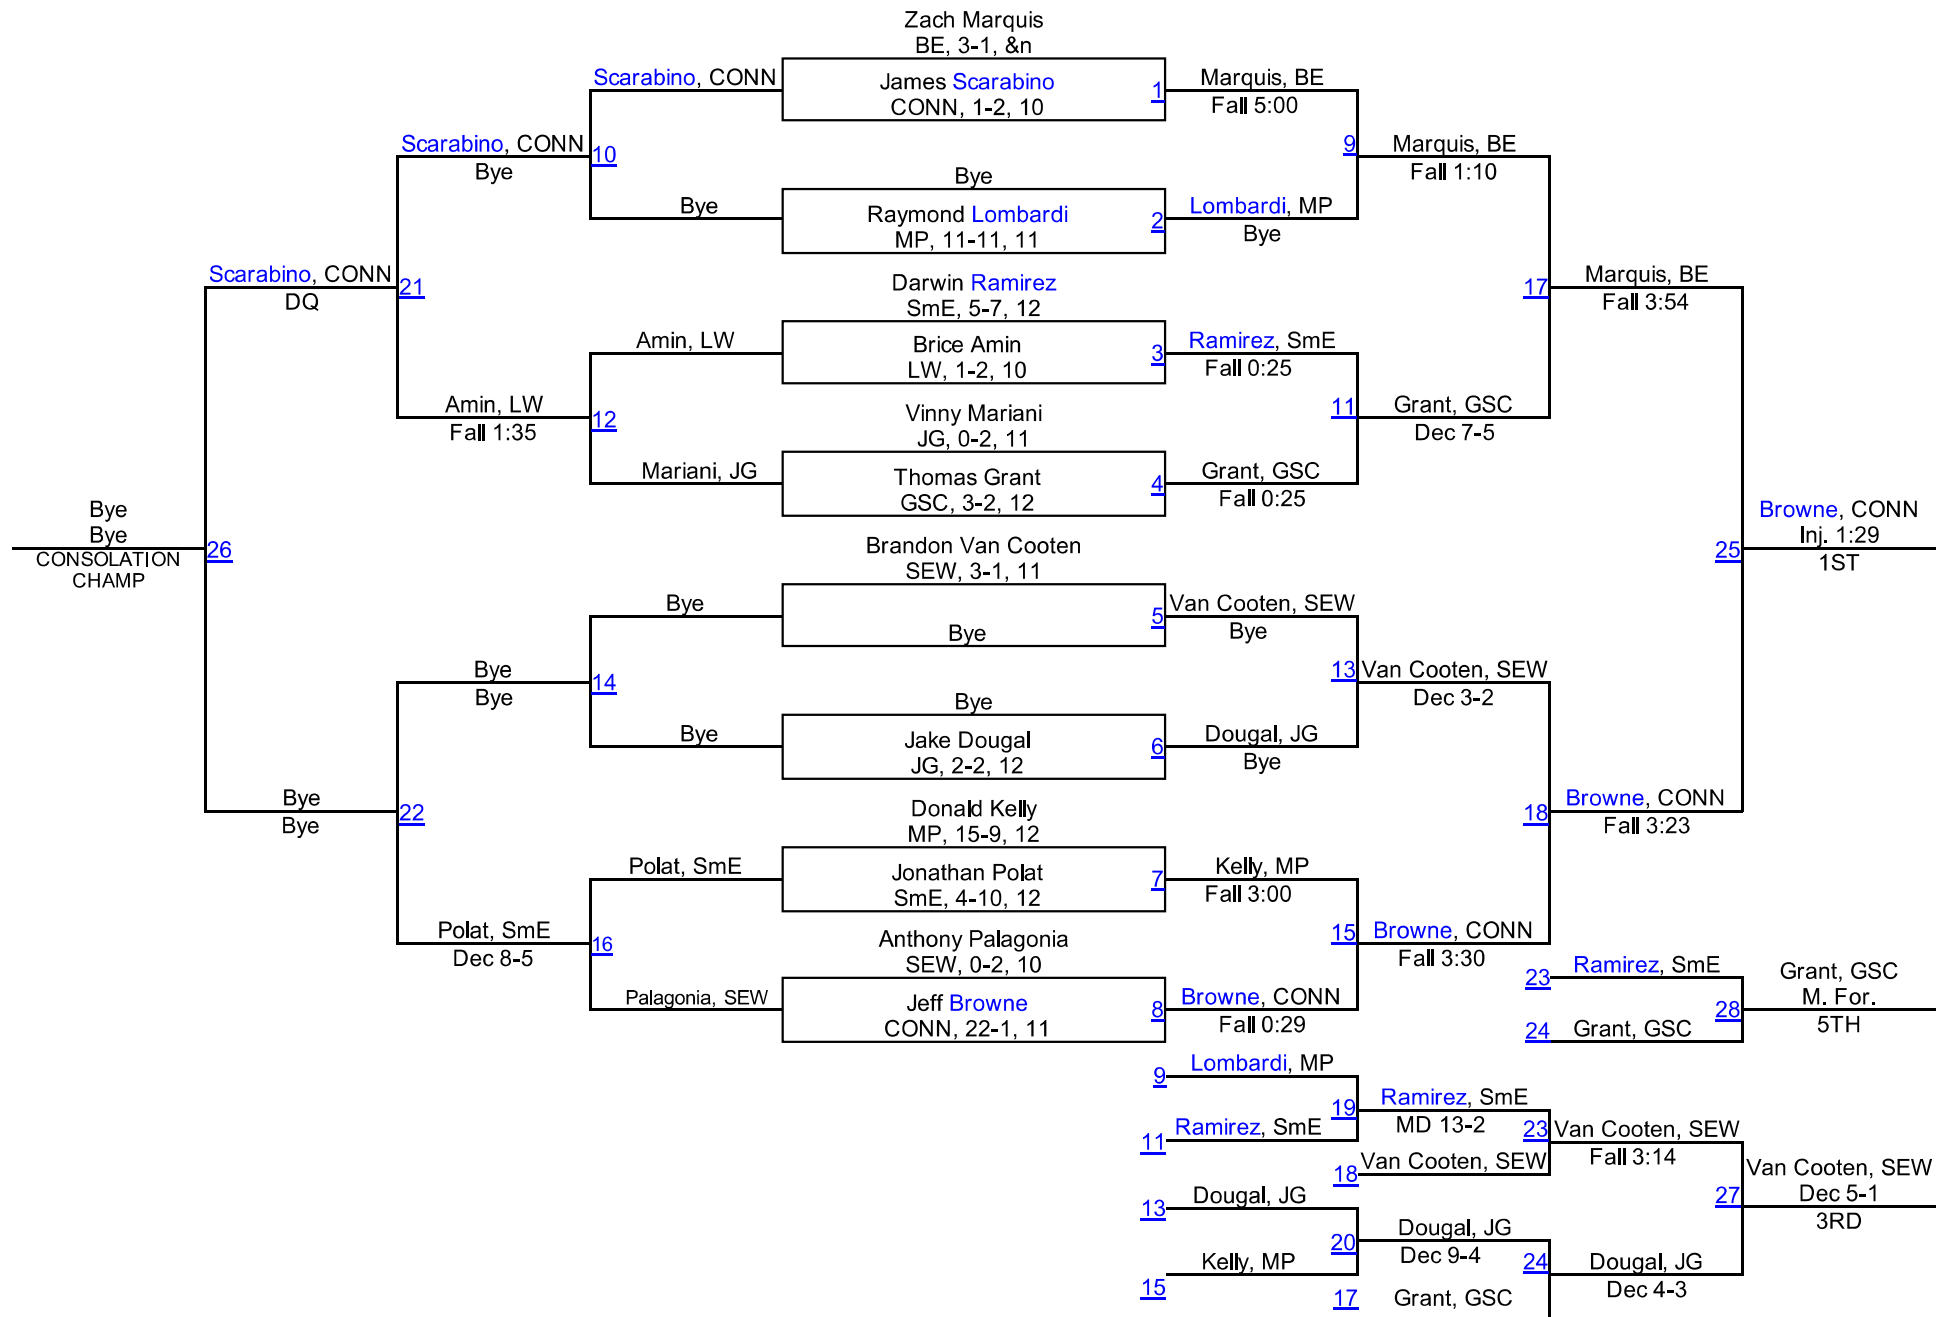 Zach Marquis
BE, 3-1, &n
Scarabino, CONN
James Scarabino
CONN, 1-2, 10
1
Marquis, BE
Fall 5:00
Scarabino, CONN
Bye
10
9
Marquis, BE
Fall 1:10
Bye
Bye
Raymond Lombardi
MP, 11-11, 11
2
Lombardi, MP
Bye
Scarabino, CONN
DQ
21
Darwin Ramirez
SmE, 5-7, 12
17
Marquis, BE
Fall 3:54
Amin, LW
Brice Amin
LW, 1-2, 10
3
Ramirez, SmE
Fall 0:25
Amin, LW
Fall 1:35
12
Vinny Mariani
JG, 0-2, 11
11
Grant, GSC
Dec 7-5
Mariani, JG
Thomas Grant
GSC, 3-2, 12
4
Grant, GSC
Fall 0:25
Bye
Bye
CONSOLATION
CHAMP
26
Brandon Van Cooten
SEW, 3-1, 11
25
Browne, CONN
Inj. 1:29
1ST
Bye
Bye
5
Van Cooten, SEW
Bye
Bye
Bye
14
13
Van Cooten, SEW
Dec 3-2
Bye
Bye
Jake Dougal
JG, 2-2, 12
6
Dougal, JG
Bye
Bye
Bye
22
Donald Kelly
MP, 15-9, 12
18
Browne, CONN
Fall 3:23
Polat, SmE
Jonathan Polat
SmE, 4-10, 12
7
Kelly, MP
Fall 3:00
Polat, SmE
Dec 8-5
16
Anthony Palagonia
SEW, 0-2, 10
15
Browne, CONN
Fall 3:30
Palagonia, SEW
Jeff Browne
CONN, 22-1, 11
8
Browne, CONN
Fall 0:29
23
Ramirez, SmE
28
Grant, GSC
M. For.
5TH
24
Grant, GSC
9
Lombardi, MP
19
Ramirez, SmE
MD 13-2
11
Ramirez, SmE
23
Van Cooten, SEW
Fall 3:14
18
Van Cooten, SEW
27
Van Cooten, SEW
Dec 5-1
3RD
13
Dougal, JG
20
Dougal, JG
Dec 9-4
15
Kelly, MP
24
Dougal, JG
Dec 4-3
17
Grant, GSC